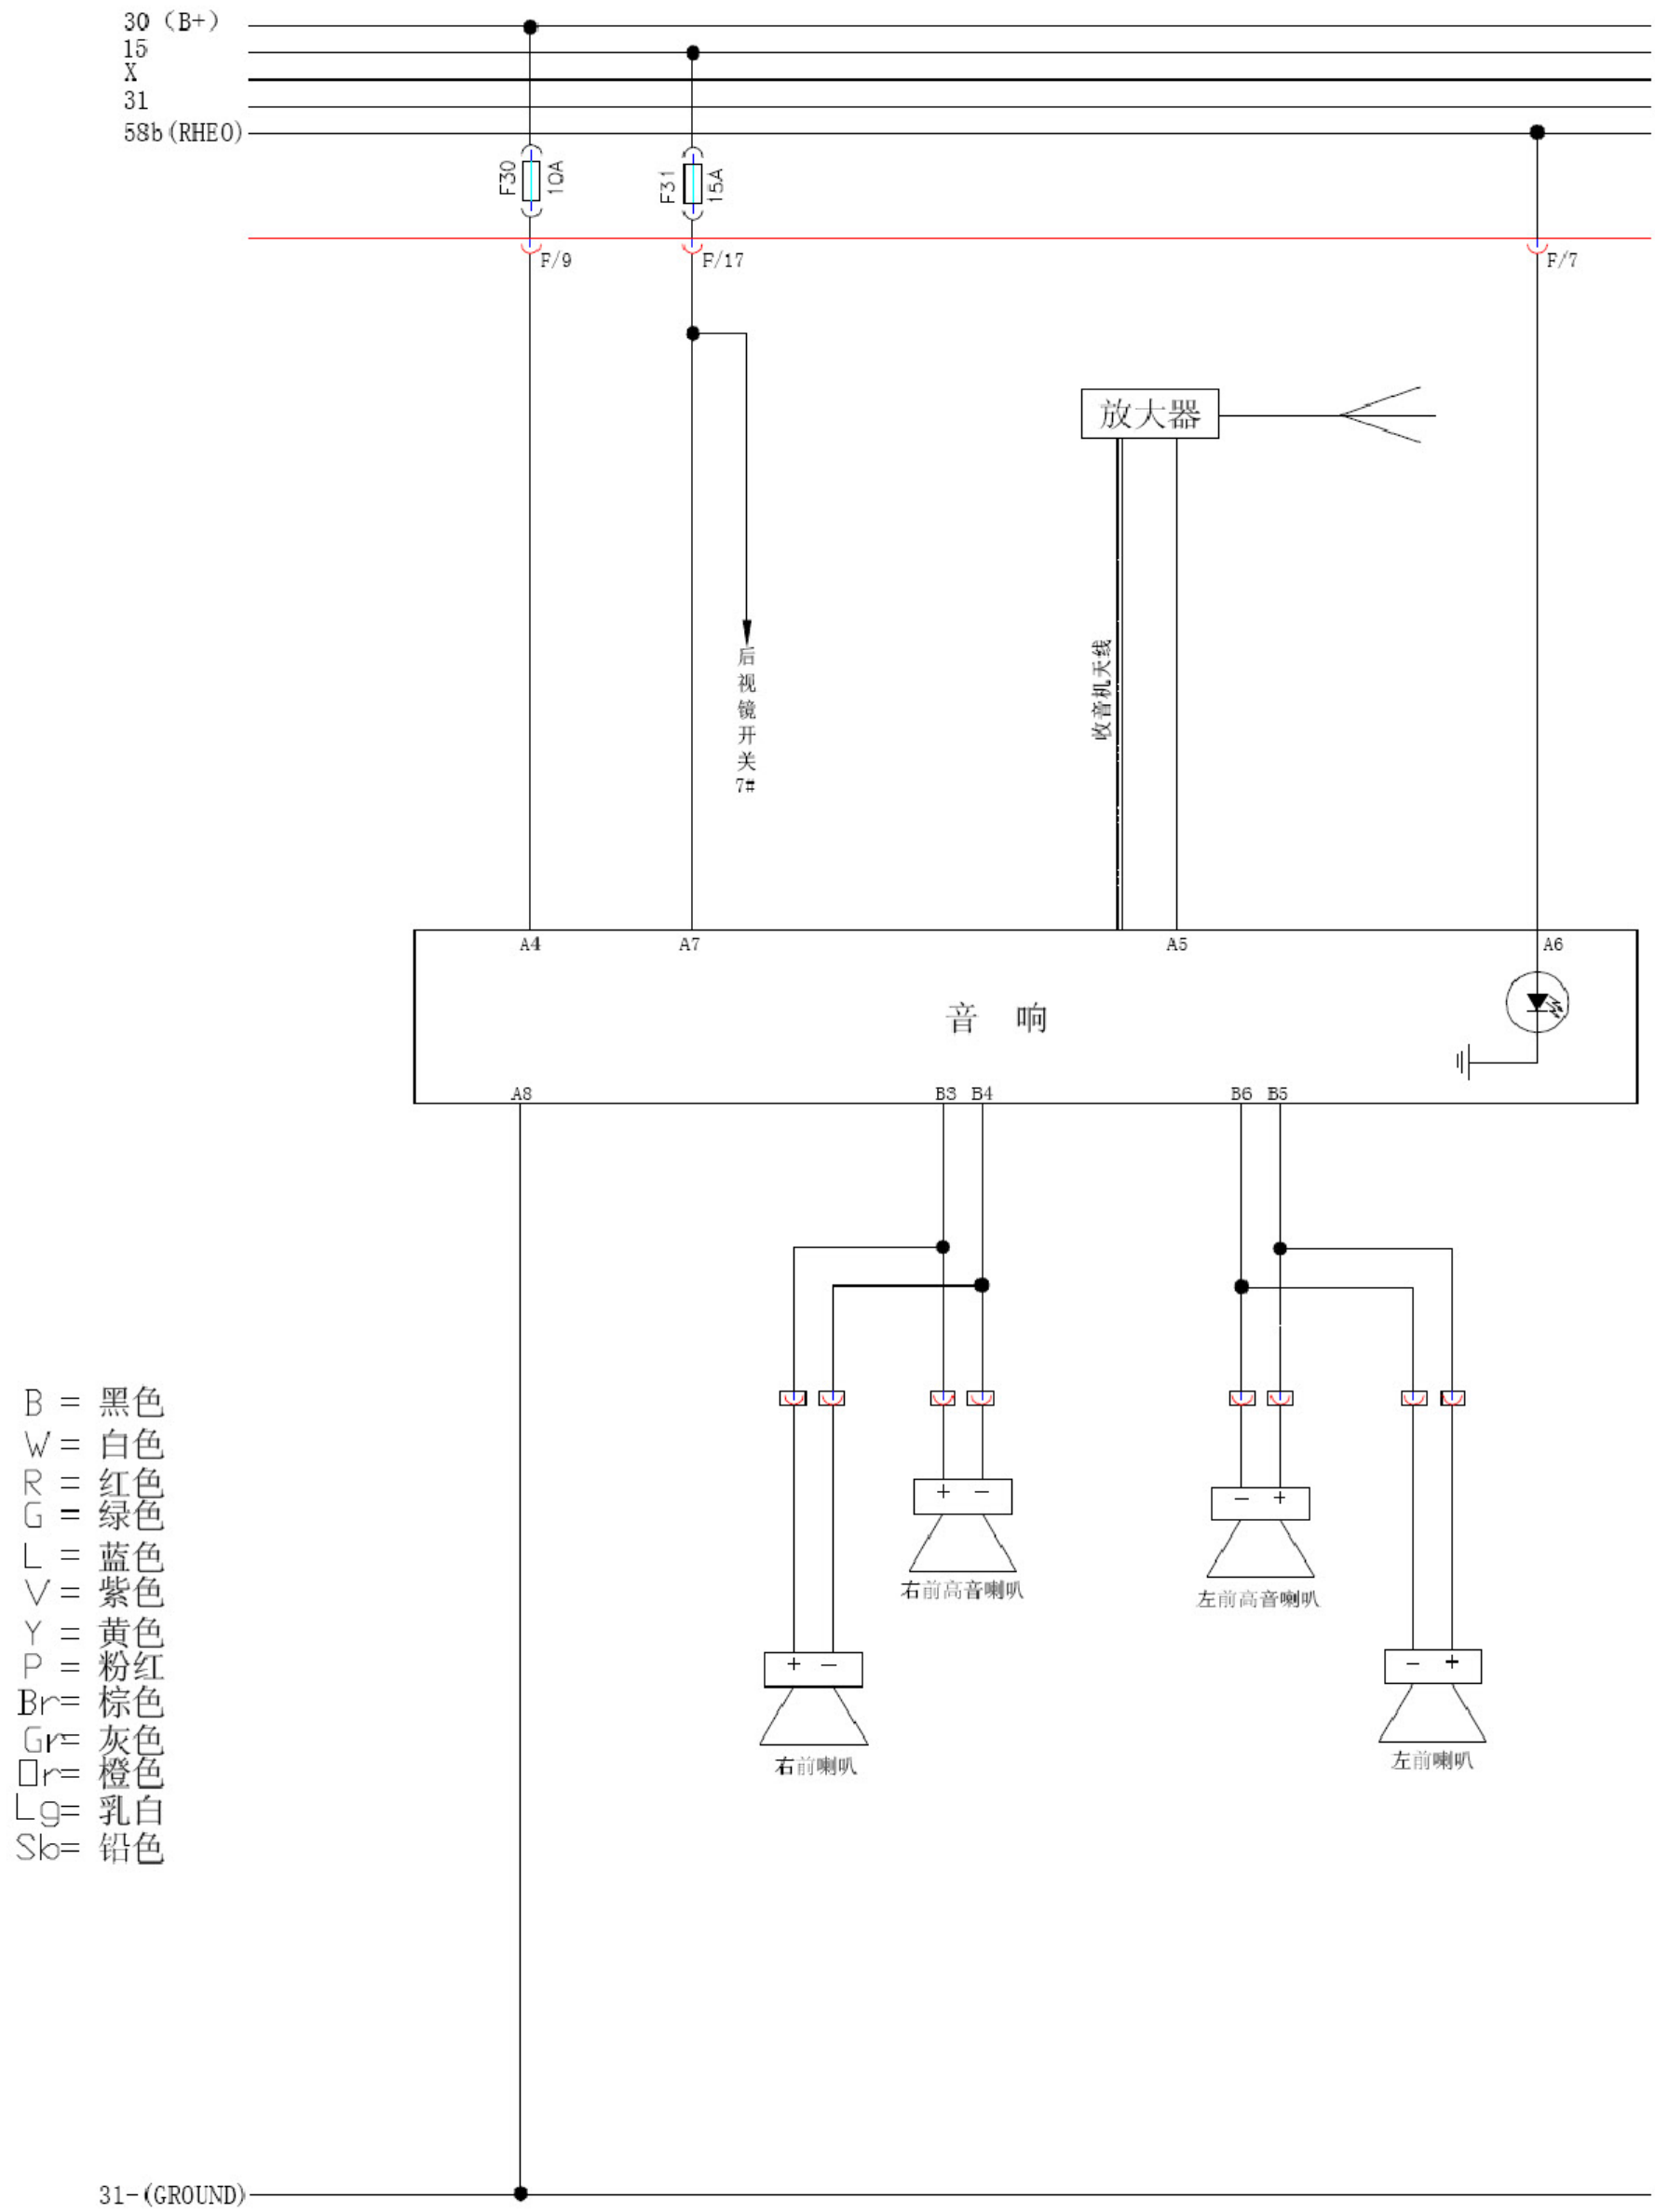 30 (B+)
15
X
31
58b(RHEO)
F30
10A
F31
15A
F/9
F/17
F/7
放大器
后视镜开关7#
收音机天线
A4
A7
A5
A6
音 响
A8
B3
B4
B6
B5
+
−
−
+
右前高音喇叭
左前高音喇叭
+
−
−
+
右前喇叭
左前喇叭
B = 黑色
W = 白色
R = 红色
G = 绿色
L = 蓝色
V = 紫色
Y = 黄色
P = 粉红
Br= 棕色
Gr= 灰色
Or= 橙色
Lg= 乳白
Sb= 铅色
31-(GROUND)